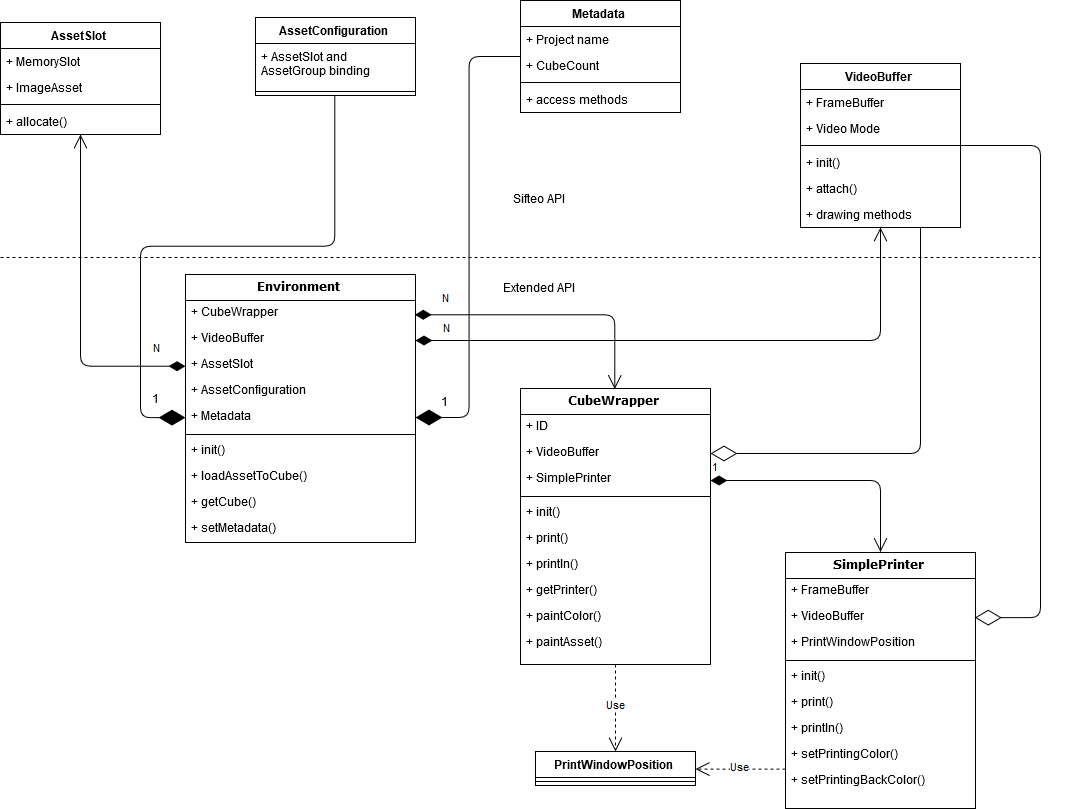 AssetSlot
+ MemorySlot
+ ImageAsset
+ allocate()
AssetConfiguration
+ AssetSlot and
AssetGroup binding
Metadata
+ Project name
+ CubeCount
+ access methods
VideoBuffer
+ FrameBuffer
+ Video Mode
+ init()
+ attach()
+ drawing methods
Sifteo API
Extended API
Environment
+ CubeWrapper
+ VideoBuffer
+ AssetSlot
+ AssetConfiguration
+ Metadata
+ init()
+ loadAssetToCube()
+ getCube()
+ setMetadata()
N
1
N
N
1
CubeWrapper
+ ID
+ VideoBuffer
+ SimplePrinter
+ init()
+ print()
+ println()
+ getPrinter()
+ paintColor()
+ paintAsset()
1
SimplePrinter
+ FrameBuffer
+ VideoBuffer
+ PrintWindowPosition
+ init()
+ print()
+ println()
+ setPrintingColor()
+ setPrintingBackColor()
Use
PrintWindowPosition
Use